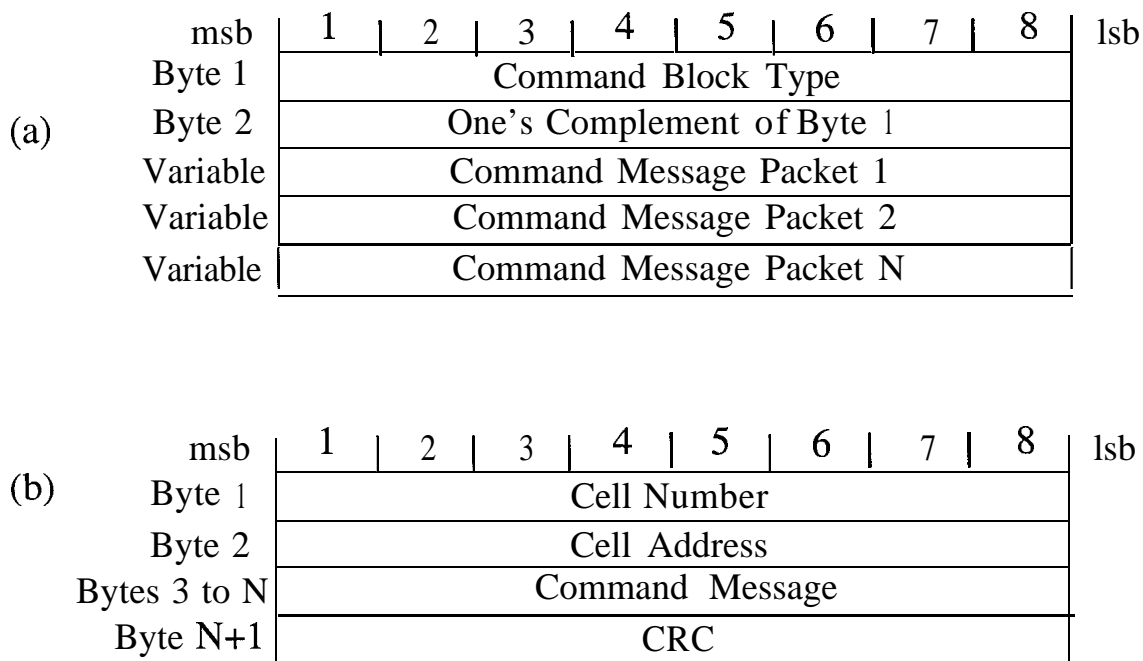 msb 1 2 3 4 5 6 7 8 lsb
Byte 1 Command Block Type
(a) Byte 2 One's Complement of Byte 1
Variable Command Message Packet 1
Variable Command Message Packet 2
Variable Command Message Packet N
msb 1 2 3 4 5 6 7 8 lsb
(b) Byte 1 Cell Number
Byte 2 Cell Address
Bytes 3 to N Command Message
Byte N+1 CRC